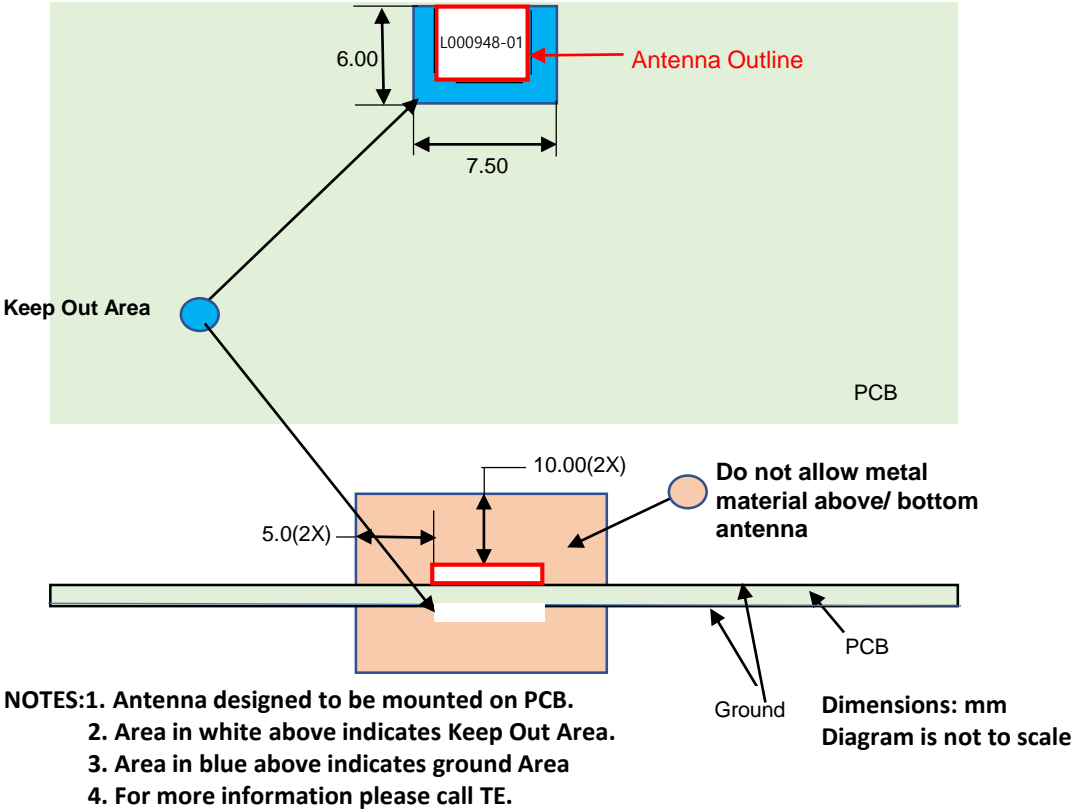 L000948-01
6.00
Antenna Outline
7.50
Keep Out Area
PCB
10.00(2X)
Do not allow metal
material above/ bottom
antenna
5.0(2X)
PCB
Ground
NOTES:1. Antenna designed to be mounted on PCB.
2. Area in white above indicates Keep Out Area.
3. Area in blue above indicates ground Area
4. For more information please call TE.
Dimensions: mm
Diagram is not to scale